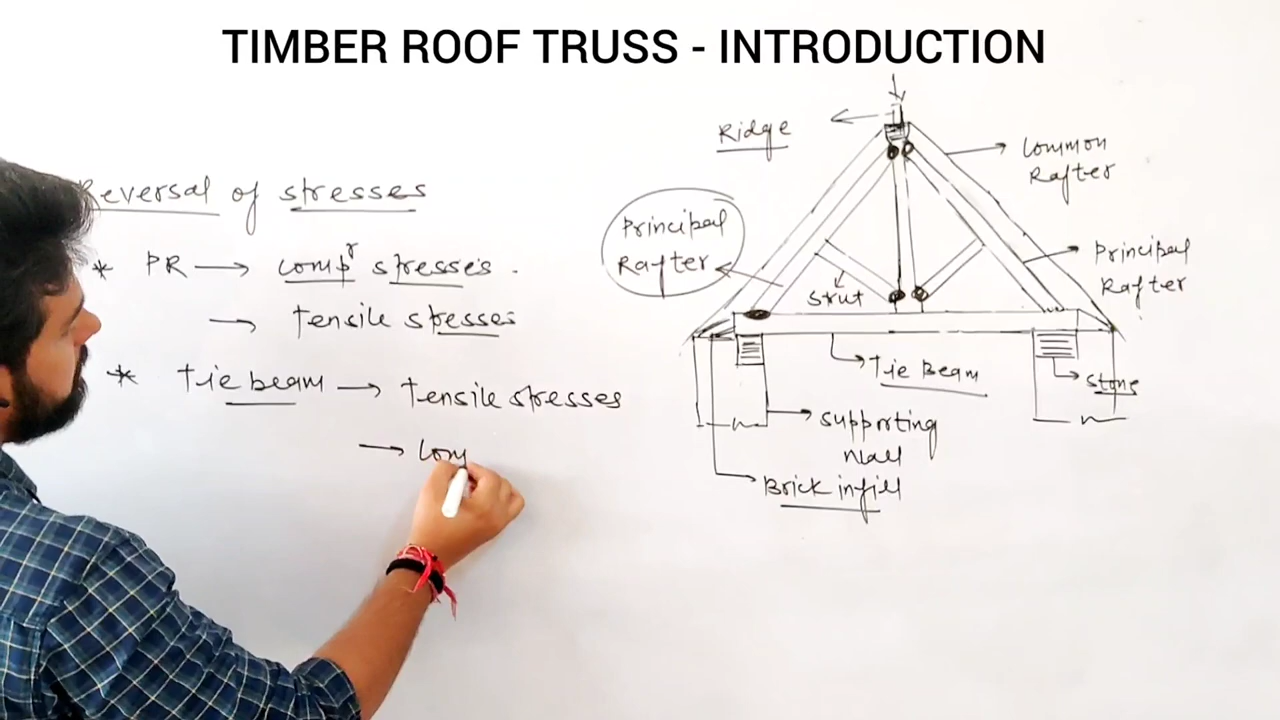 TIMBER ROOF TRUSS - INTRODUCTION
Reversal of stresses
* PR → compr stresses.
→ tensile stresses
* Tie beam → tensile stresses
→ Com
Ridge
Common
Rafter
Principal
Rafter
Principal
Rafter
strut
Tie Beam
stone
supporting
Wall
Brick infill